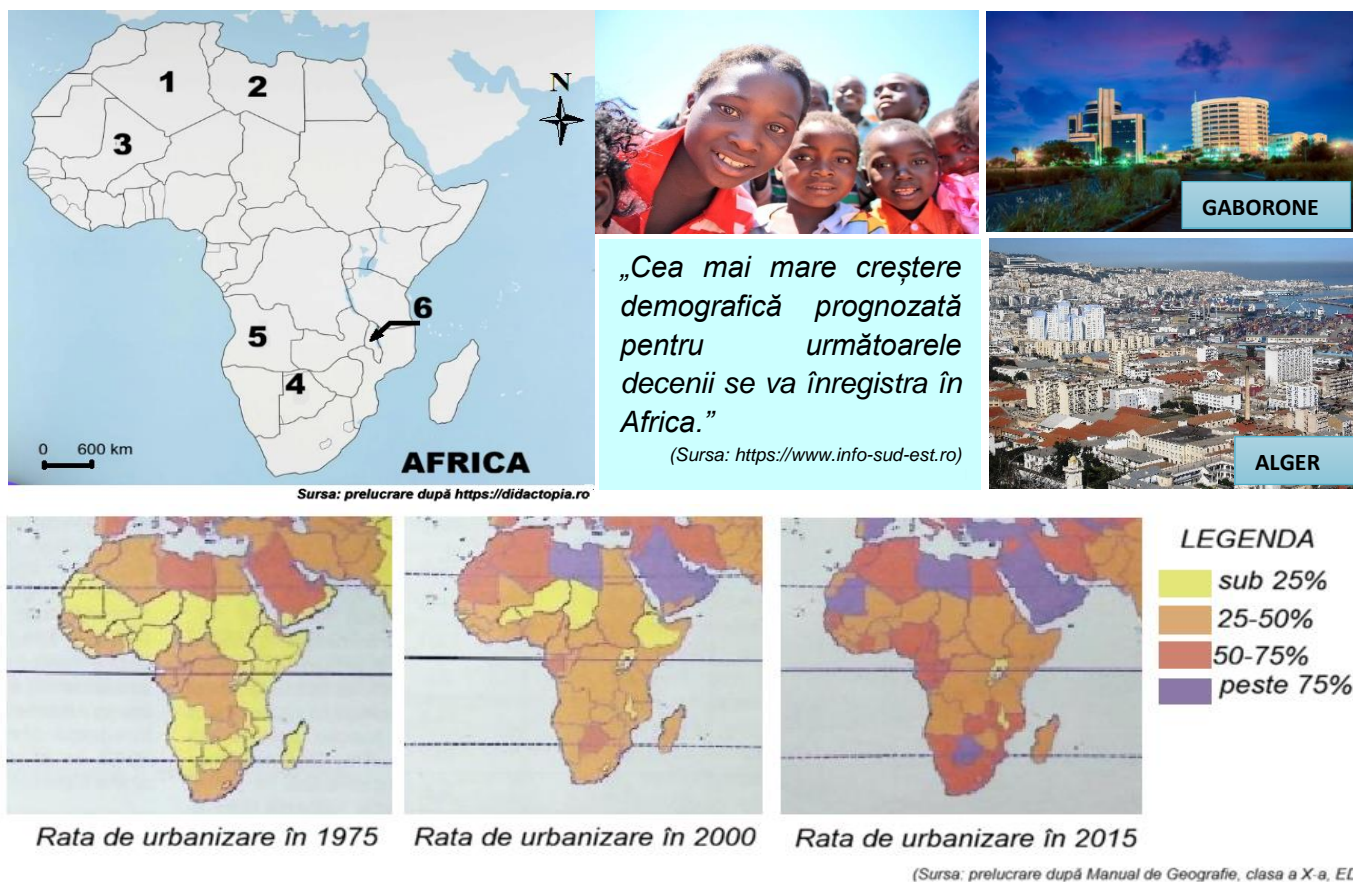 1
2
3
N
5
4
6
0 600 km
AFRICA
Sursa: prelucrare după https://didactopia.ro
„Cea mai mare creștere
demografică prognozată
pentru următoarele
decenii se va înregistra în
Africa.”
(Sursa: https://www.info-sud-est.ro)
GABORONE
ALGER
LEGENDA
sub 25%
25-50%
50-75%
peste 75%
Rata de urbanizare în 1975
Rata de urbanizare în 2000
Rata de urbanizare în 2015
(Sursa: prelucrare după Manual de Geografie, clasa a X-a, ED